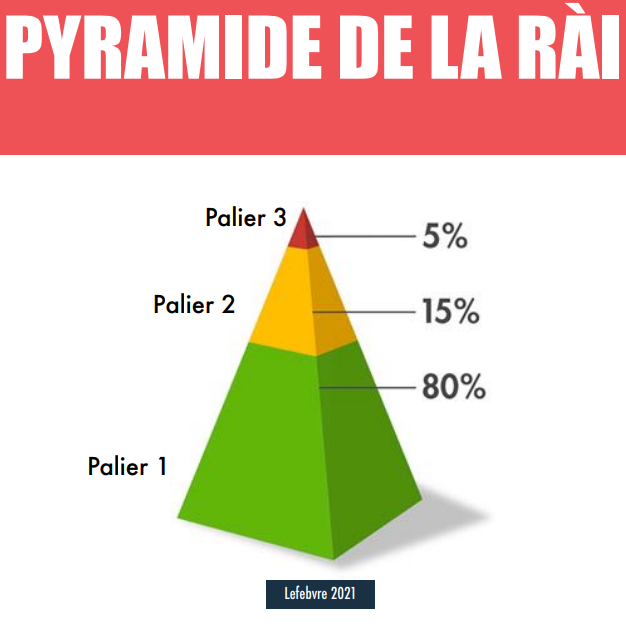 PYRAMIDE DE LA RÀI
Palier 3
5%
Palier 2
15%
80%
Palier 1
Lefebvre 2021